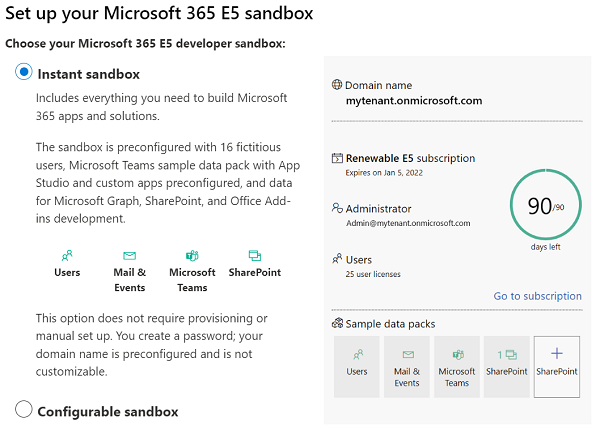 Set up your Microsoft 365 E5 sandbox
Choose your Microsoft 365 E5 developer sandbox:
Instant sandbox
Includes everything you need to build Microsoft
365 apps and solutions.
The sandbox is preconfigured with 16 fictitious
users, Microsoft Teams sample data pack with App
Studio and custom apps preconfigured, and data
for Microsoft Graph, SharePoint, and Office Add-
ins development.
Users
Mail &
Events
Microsoft
Teams
SharePoint
This option does not require provisioning or
manual set up. You create a password; your
domain name is preconfigured and is not
customizable.
Configurable sandbox
Domain name
mytenant.onmicrosoft.com
Renewable E5 subscription
Expires on Jan 5, 2022
90/90
days left
Administrator
Admin@mytenant.onmicrosoft.com
Users
25 user licenses
Go to subscription
Sample data packs
Users
Mail &
Events
Microsoft
Teams
1
SharePoint
+
SharePoint